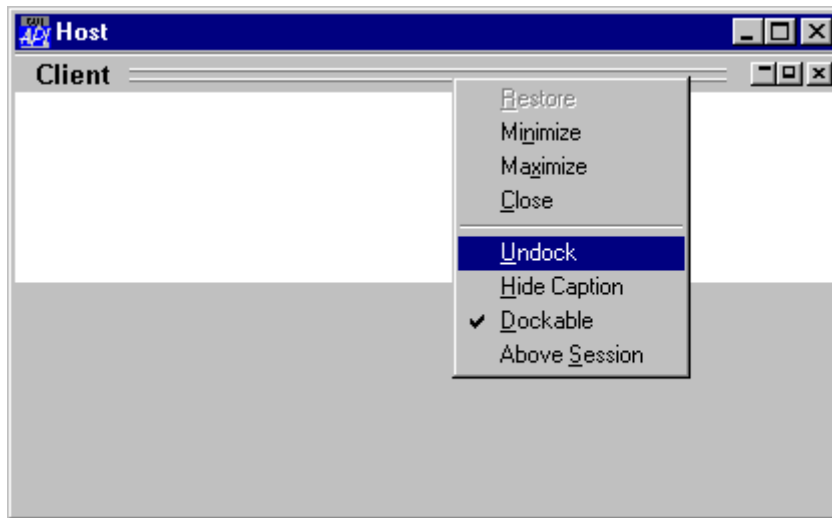 Host
Client
Restore
Minimize
Maximize
Close
Undock
Hide Caption
Dockable
Above Session